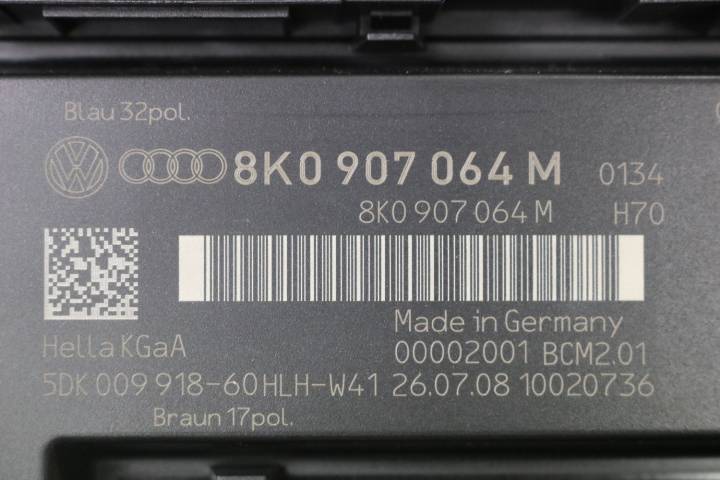 Blau 32pol.
8K0 907 064 M 0134
8K0 907 064 M H70
Made in Germany
Hella KGaA 00002001 BCM2.01
5DK 009 918-60 HLH-W41 26.07.08 10020736
Braun 17pol.